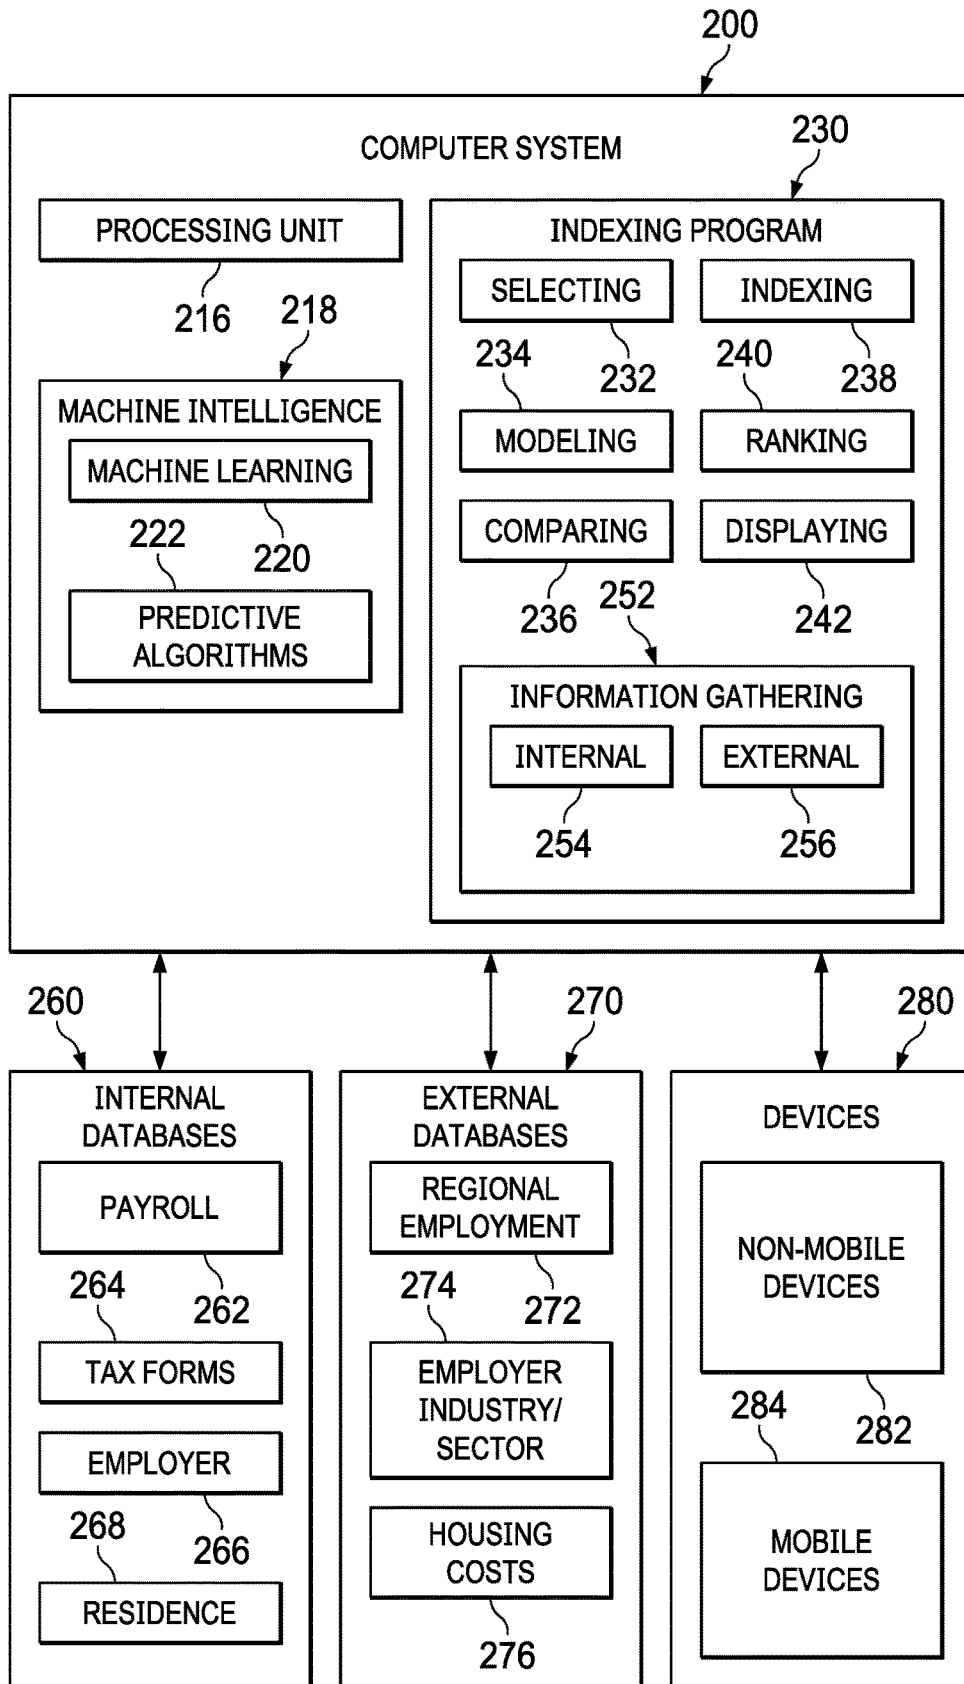 200
COMPUTER SYSTEM
230
PROCESSING UNIT
216
218
MACHINE INTELLIGENCE
MACHINE LEARNING
222
220
PREDICTIVE
ALGORITHMS
INDEXING PROGRAM
SELECTING
INDEXING
234
232
240
238
MODELING
RANKING
COMPARING
DISPLAYING
236
252
242
INFORMATION GATHERING
INTERNAL
EXTERNAL
254
256
260
270
280
INTERNAL
DATABASES
PAYROLL
264
262
TAX FORMS
EMPLOYER
268
266
RESIDENCE
EXTERNAL
DATABASES
REGIONAL
EMPLOYMENT
274
272
EMPLOYER
INDUSTRY/
SECTOR
HOUSING
COSTS
276
DEVICES
NON-MOBILE
DEVICES
284
282
MOBILE
DEVICES